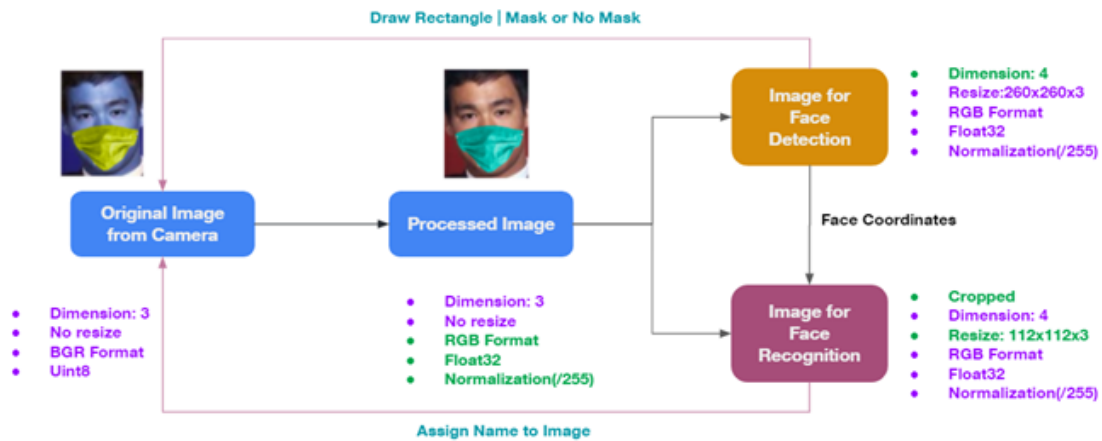 Draw Rectangle | Mask or No Mask
Image for
Face
Detection
• Dimension: 4
• Resize:260x260x3
• RGB Format
• Float32
• Normalization(/255)
Original Image
from Camera
Processed Image
Face Coordinates
• Dimension: 3
• No resize
• BGR Format
• Uint8
• Dimension: 3
• No resize
• RGB Format
• Float32
• Normalization(/255)
Image for
Face
Recognition
• Cropped
• Dimension: 4
• Resize: 112x112x3
• RGB Format
• Float32
• Normalization(/255)
Assign Name to Image